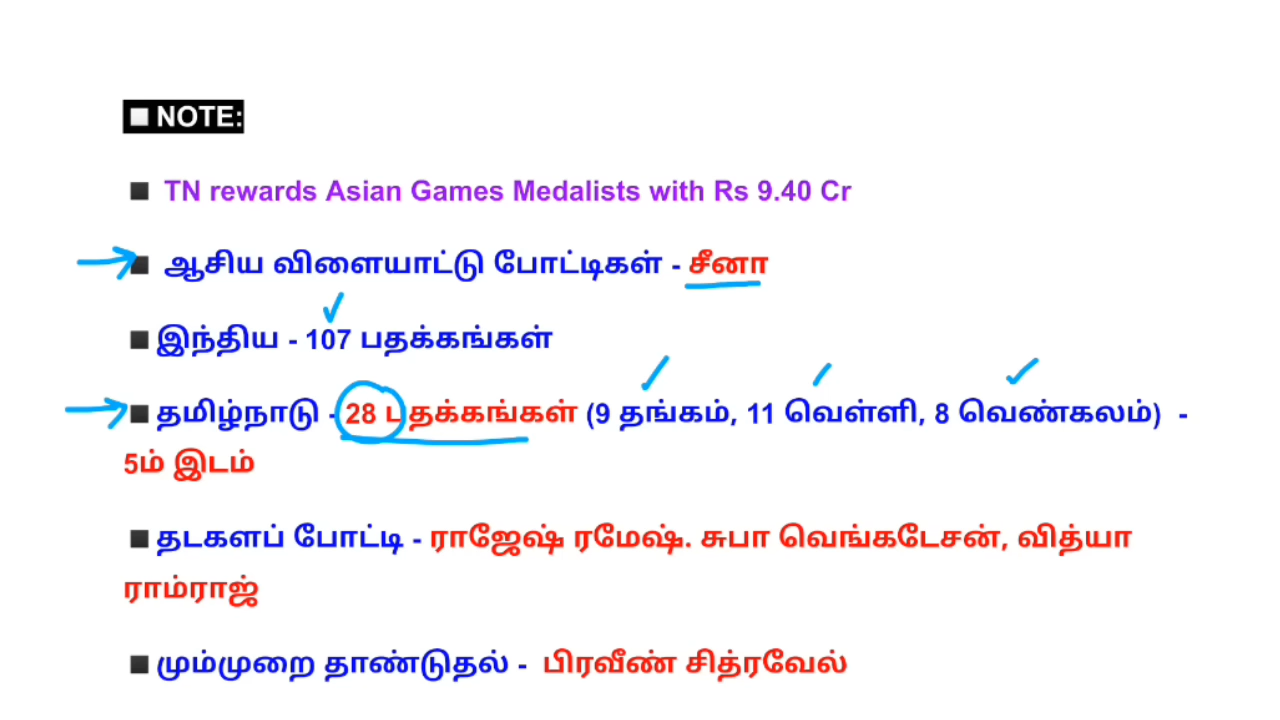 NOTE:
TN rewards Asian Games Medalists with Rs 9.40 Cr
ஆசிய விளையாட்டு போட்டிகள் - சீனா
இந்திய - 107 பதக்கங்கள்
தமிழ்நாடு - 28 பதக்கங்கள் (9 தங்கம், 11 வெள்ளி, 8 வெண்கலம்) -
5ம் இடம்
தடகளப் போட்டி - ராஜேஷ் ரமேஷ். சுபா வெங்கடேசன், வித்யா
ராம்ராஜ்
மும்முறை தாண்டுதல் - பிரவீண் சித்ரவேல்